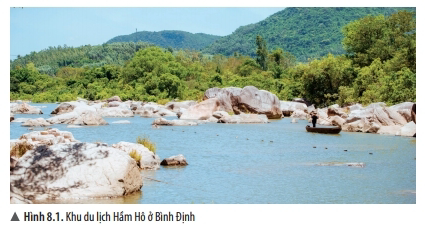 ▲ Hình 8.1. Khu du lịch Hầm Hô ở Bình Định